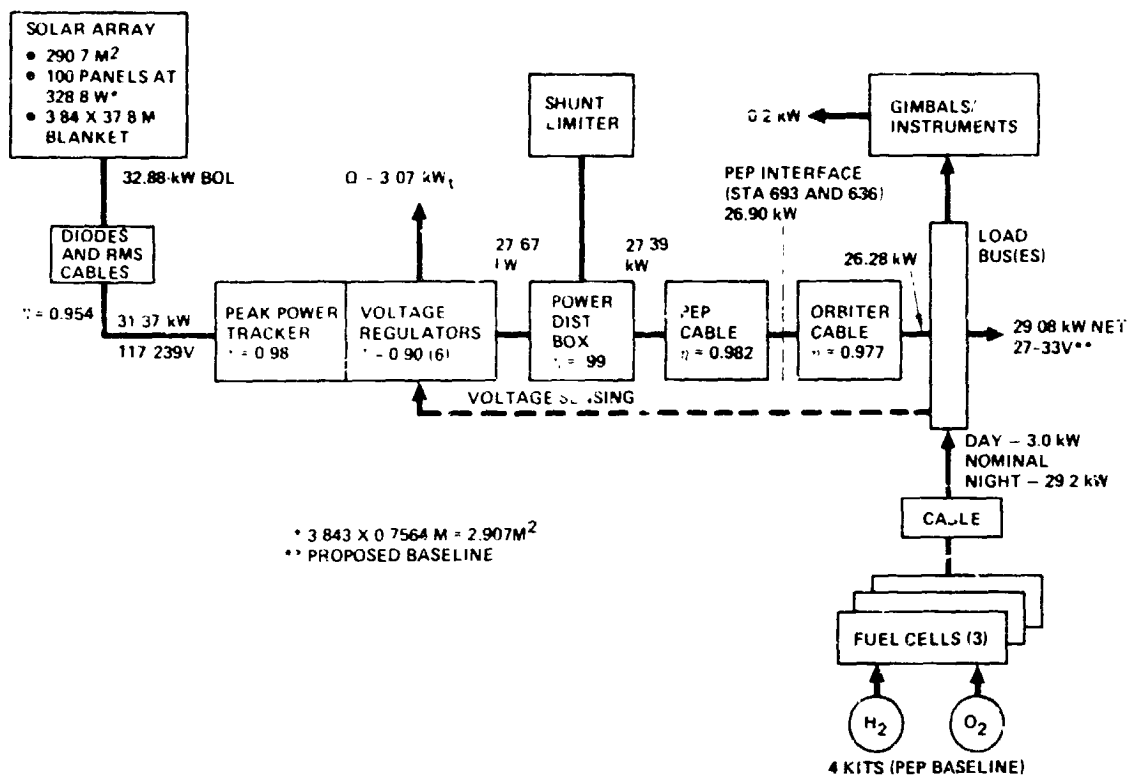 SOLAR ARRAY
• 290.7 M²
• 100 PANELS AT
328.8 W*
• 3.84 X 37.8 M
BLANKET
32.88-kW BOL
DIODES
AND RMS
CABLES
= 0.954
31.37 kW
117 239V
PEAK POWER
TRACKER
= 0.98
3.07 kWt
VOLTAGE
REGULATORS
0.90 (6)
27.67
SHUNT
LIMITER
POWER
DIST
BOX
= .99
27.39
kW
PEP
CABLE
η = 0.982
PEP INTERFACE
(STA 693 AND 636)
26.90 kW
ORBITER
CABLE
η = 0.977
26.28 kW
0.2 kW
GIMBALS/
INSTRUMENTS
LOAD
BUS(ES)
29.08 kW NET
27-33V**
VOLTAGE
DAY – 3.0 kW
NOMINAL
NIGHT – 29.2 kW
CABLE
FUEL CELLS (3)
H₂
O₂
4 KITS (PEP BASELINE)
* 3.843 X 0.7564 M = 2.907M²
** PROPOSED BASELINE